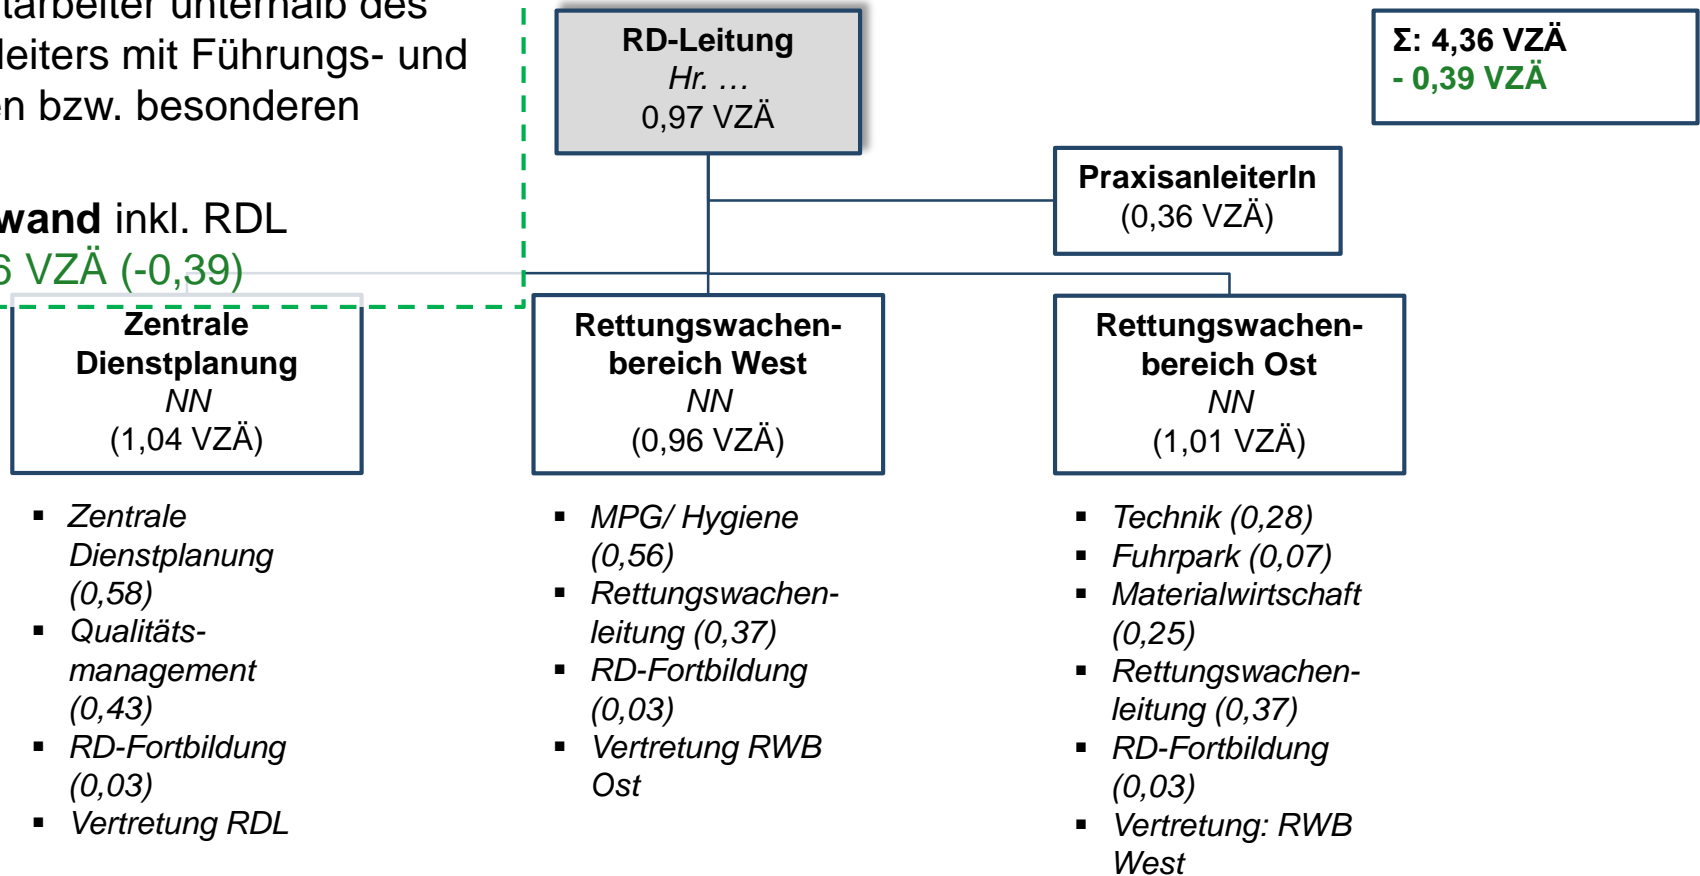 tarbeiter unterhalb des
leiters mit Führungs- und
en bzw. besonderen
wand inkl. RDL
6 VZÄ (-0,39)
RD-Leitung
Hr. …
0,97 VZÄ
Σ: 4,36 VZÄ
- 0,39 VZÄ
PraxisanleiterIn
(0,36 VZÄ)
Zentrale
Dienstplanung
NN
(1,04 VZÄ)
▪ Zentrale
Dienstplanung
(0,58)
▪ Qualitäts-
management
(0,43)
▪ RD-Fortbildung
(0,03)
▪ Vertretung RDL
Rettungswachen-
bereich West
NN
(0,96 VZÄ)
▪ MPG/ Hygiene
(0,56)
▪ Rettungswachen-
leitung (0,37)
▪ RD-Fortbildung
(0,03)
▪ Vertretung RWB
Ost
Rettungswachen-
bereich Ost
NN
(1,01 VZÄ)
▪ Technik (0,28)
▪ Fuhrpark (0,07)
▪ Materialwirtschaft
(0,25)
▪ Rettungswachen-
leitung (0,37)
▪ RD-Fortbildung
(0,03)
▪ Vertretung: RWB
West